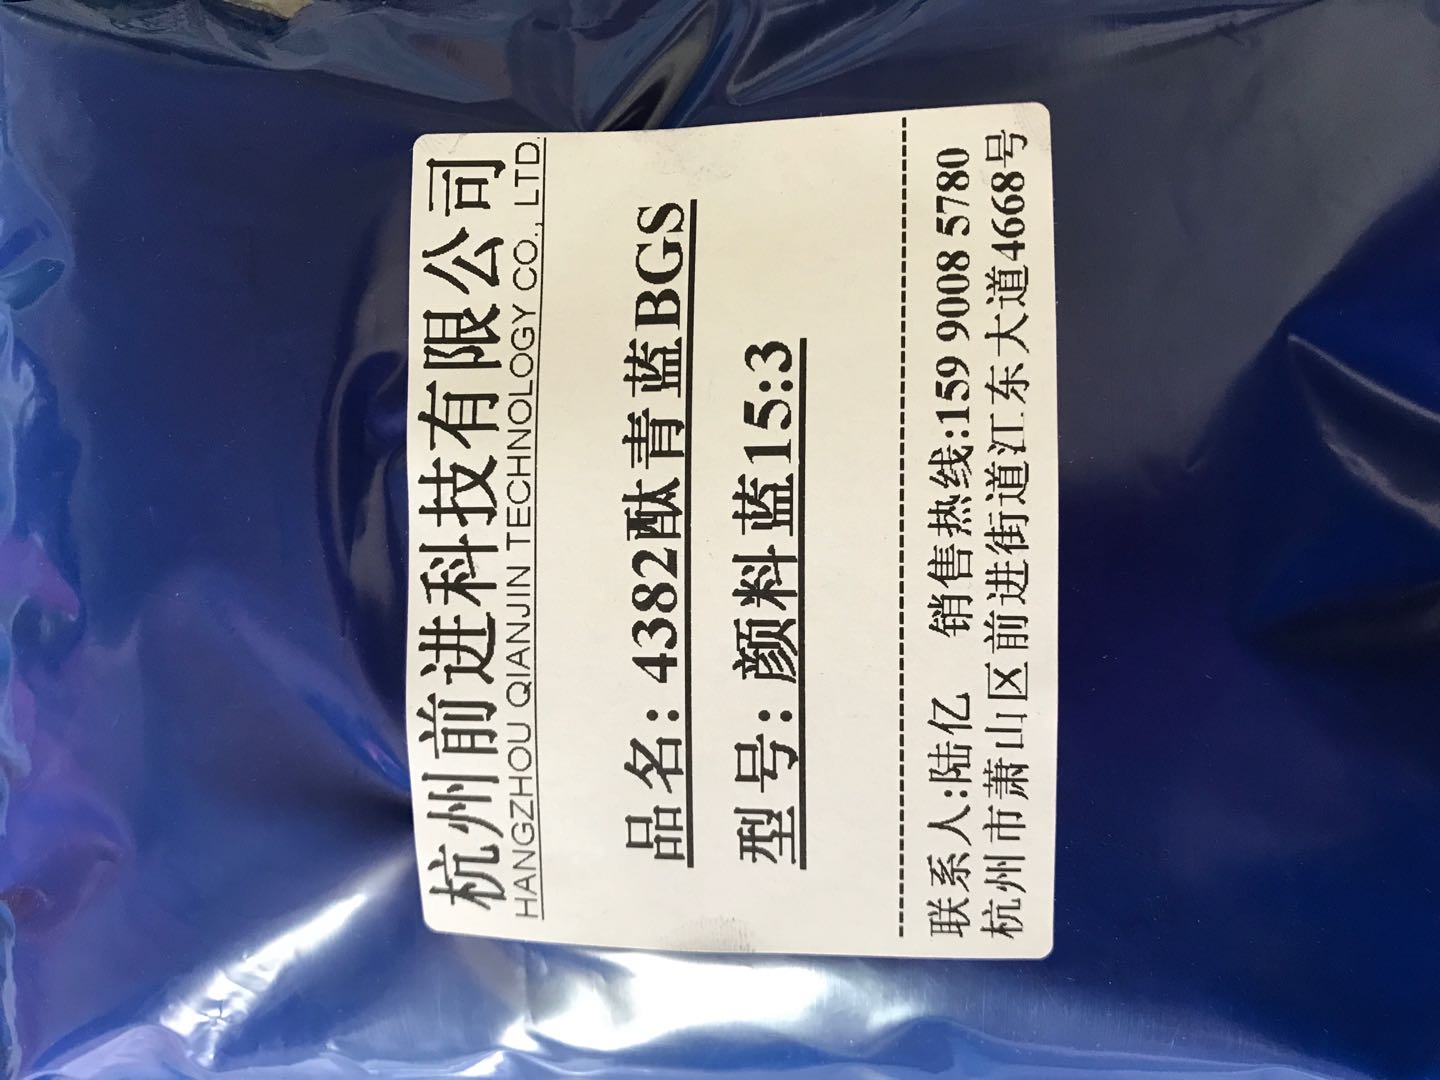 杭州前进科技有限公司
HANGZHOU QIANJIN TECHNOLOGY CO., LTD.
品名：4382酞青蓝BGS
型号：颜料蓝15:3
联系人:陆亿 销售热线:159 9008 5780
杭州市萧山区前进街道江东大道4668号